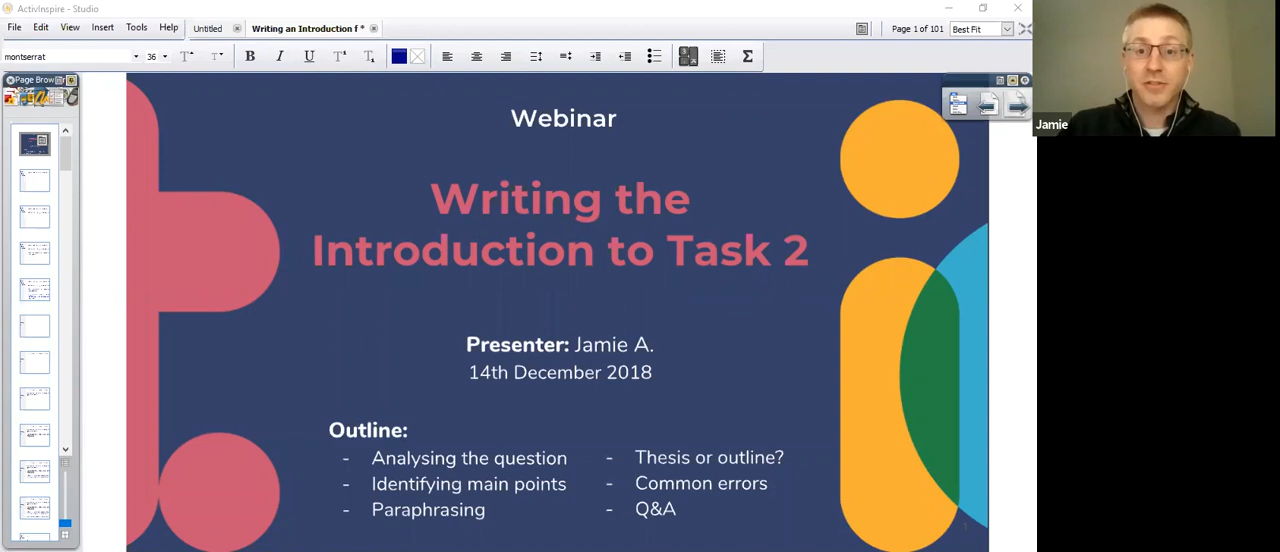 ActivInspire - Studio
File Edit View Insert Tools Help
Untitled
Writing an Introduction f *
Page 1 of 101
Best Fit
montserrat
36
B I U
Page Browser
Webinar
Writing the
Introduction to Task 2
Presenter: Jamie A.
14th December 2018
Outline:
- Analysing the question
- Identifying main points
- Paraphrasing
- Thesis or outline?
- Common errors
- Q&A
Jamie